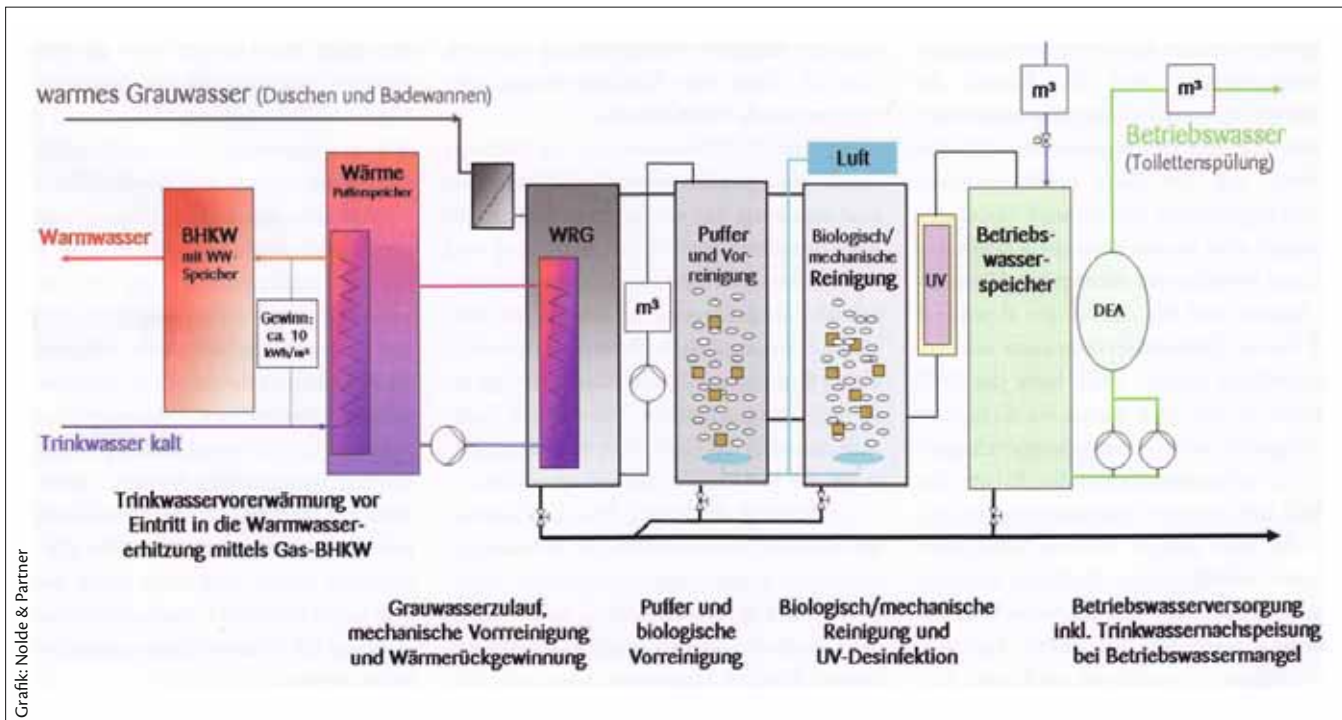 warmes Grauwasser (Duschen und Badewannen)
m³
m³
Betriebswasser
(Toilettenspülung)
Luft
Wärme
Pufferspeicher
BHKW
mit WW-
Speicher
Warmwasser
Gewinn:
ca. 10
kWh/m³
Trinkwasser kalt
WRG
m³
Puffer
und Vor-
reinigung
Biologisch/
mechanische
Reinigung
UV
Betriebs-
wasser-
speicher
DEA
Trinkwasservorerwärmung vor
Eintritt in die Warmwasser-
erhitzung mittels Gas-BHKW
Grauwasserzulauf,
mechanische Vorrreinigung
und Wärmerückgewinnung
Puffer und
biologische
Vorreinigung
Biologisch/mechanische
Reinigung und
UV-Desinfektion
Betriebswasserversorgung
inkl. Trinkwassernachspeisung
bei Betriebswassermangel
Grafik: Nolde & Partner